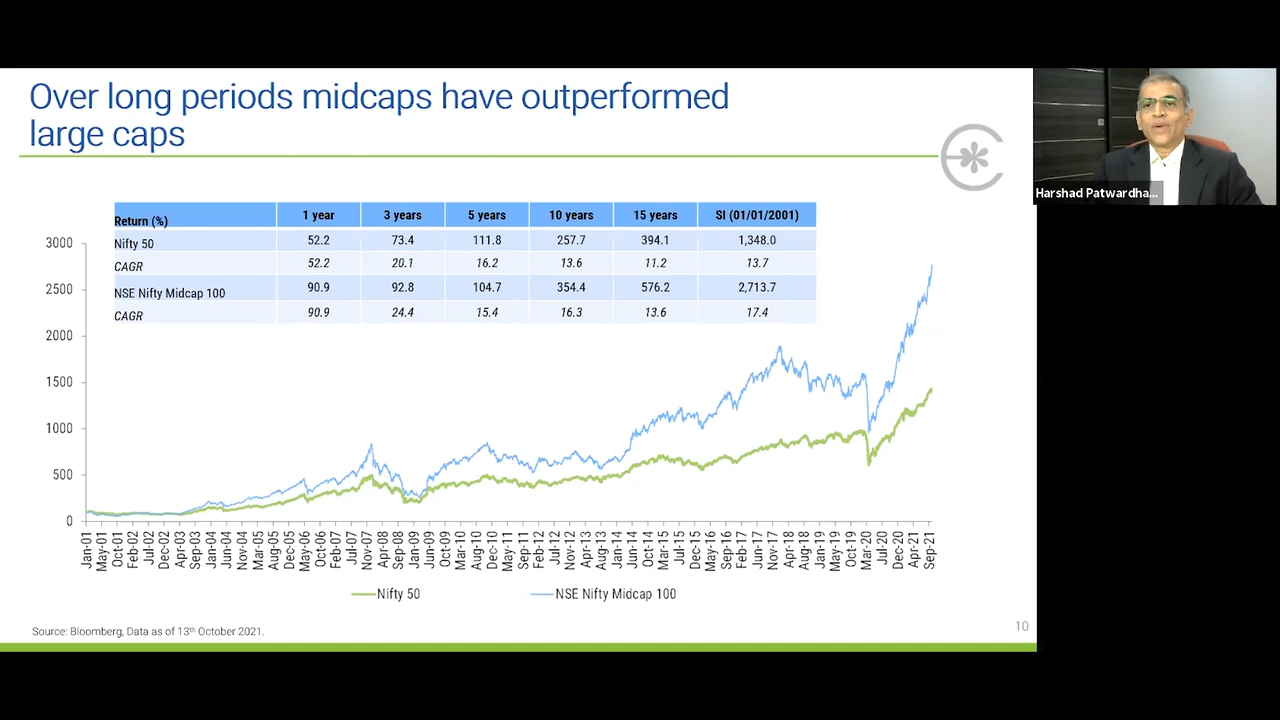 Over long periods midcaps have outperformed
large caps
Harshad Patwardha...
Return (%) 1 year 3 years 5 years 10 years 15 years SI (01/01/2001)
Nifty 50 52.2 73.4 111.8 257.7 394.1 1,348.0
CAGR 52.2 20.1 16.2 13.6 11.2 13.7
NSE Nifty Midcap 100 90.9 92.8 104.7 354.4 576.2 2,713.7
CAGR 90.9 24.4 15.4 16.3 13.6 17.4
3000
2500
2000
1500
1000
500
0
Jan-01 May-01 Oct-01 Feb-02 Jul-02 Dec-02 Apr-03 Sep-03 Jan-04 Jun-04 Nov-04 Mar-05 Aug-05 Dec-05 May-06 Oct-06 Feb-07 Jul-07 Nov-07 Apr-08 Sep-08 Jan-09 Jun-09 Oct-09 Mar-10 Aug-10 Dec-10 May-11 Sep-11 Feb-12 Jul-12 Nov-12 Apr-13 Aug-13 Jan-14 Jun-14 Oct-14 Mar-15 Jul-15 Dec-15 May-16 Sep-16 Feb-17 Jun-17 Nov-17 Apr-18 Aug-18 Jan-19 May-19 Oct-19 Mar-20 Jul-20 Dec-20 Apr-21 Sep-21
Nifty 50 NSE Nifty Midcap 100
Source: Bloomberg, Data as of 13th October 2021.
10